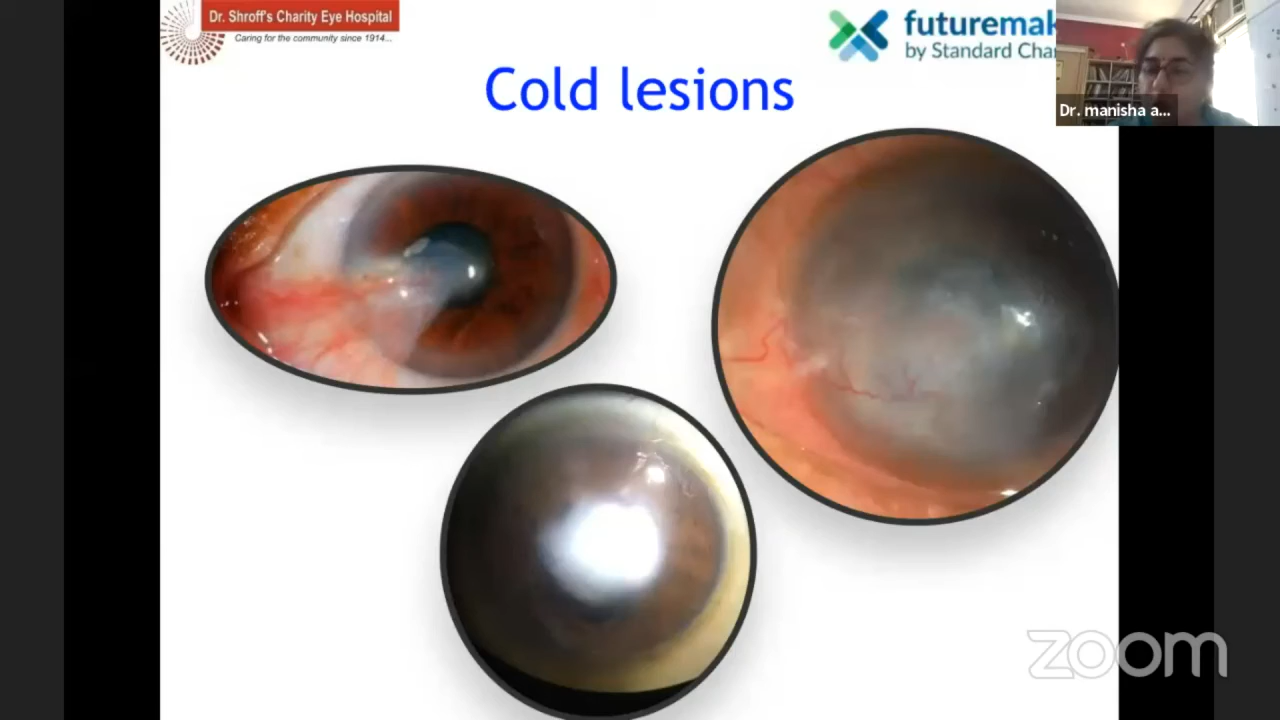 Dr. Shroff's Charity Eye Hospital
Caring for the community since 1914...
futuremak
by Standard Cha
Dr. manisha a...
Cold lesions
zoom